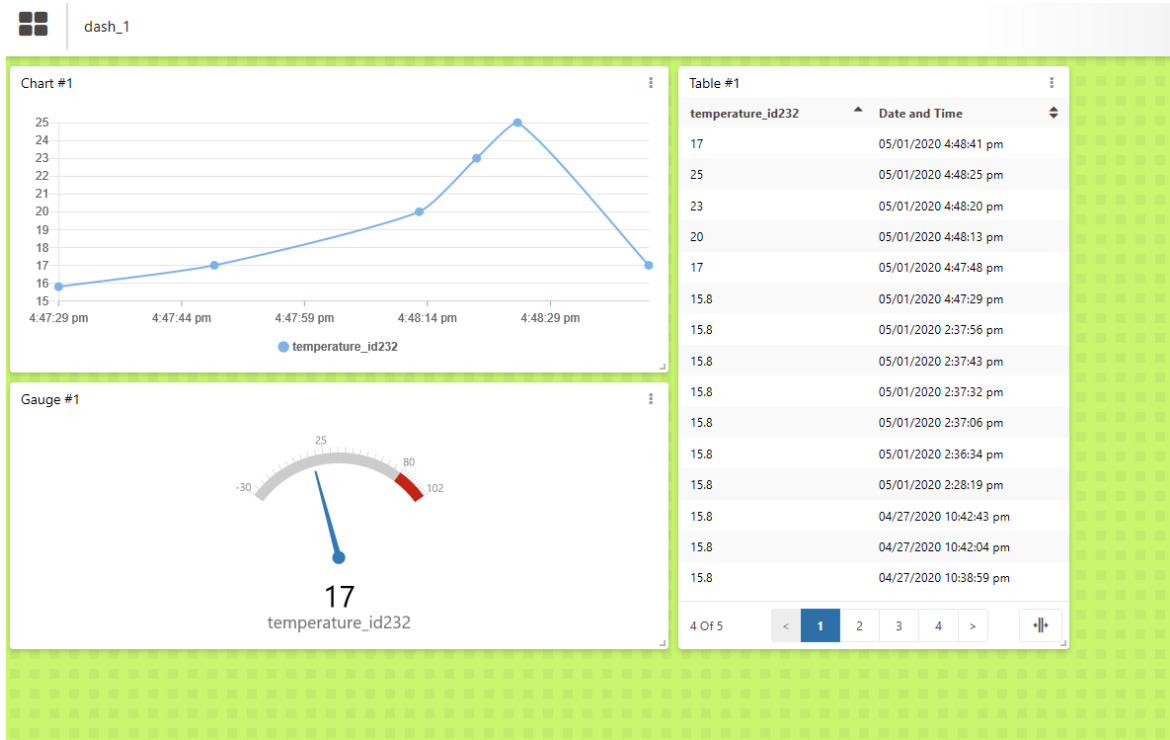 dash_1
Chart #1
25
24
23
22
21
20
19
18
17
16
15
4:47:29 pm 4:47:44 pm 4:47:59 pm 4:48:14 pm 4:48:29 pm
temperature_id232
Gauge #1
25
80
-30
102
17
temperature_id232
Table #1
temperature_id232 Date and Time
17 05/01/2020 4:48:41 pm
25 05/01/2020 4:48:25 pm
23 05/01/2020 4:48:20 pm
20 05/01/2020 4:48:13 pm
17 05/01/2020 4:47:48 pm
15.8 05/01/2020 4:47:29 pm
15.8 05/01/2020 2:37:56 pm
15.8 05/01/2020 2:37:43 pm
15.8 05/01/2020 2:37:32 pm
15.8 05/01/2020 2:37:06 pm
15.8 05/01/2020 2:36:34 pm
15.8 05/01/2020 2:28:19 pm
15.8 04/27/2020 10:42:43 pm
15.8 04/27/2020 10:42:04 pm
15.8 04/27/2020 10:38:59 pm
4 Of 5 < 1 2 3 4 >